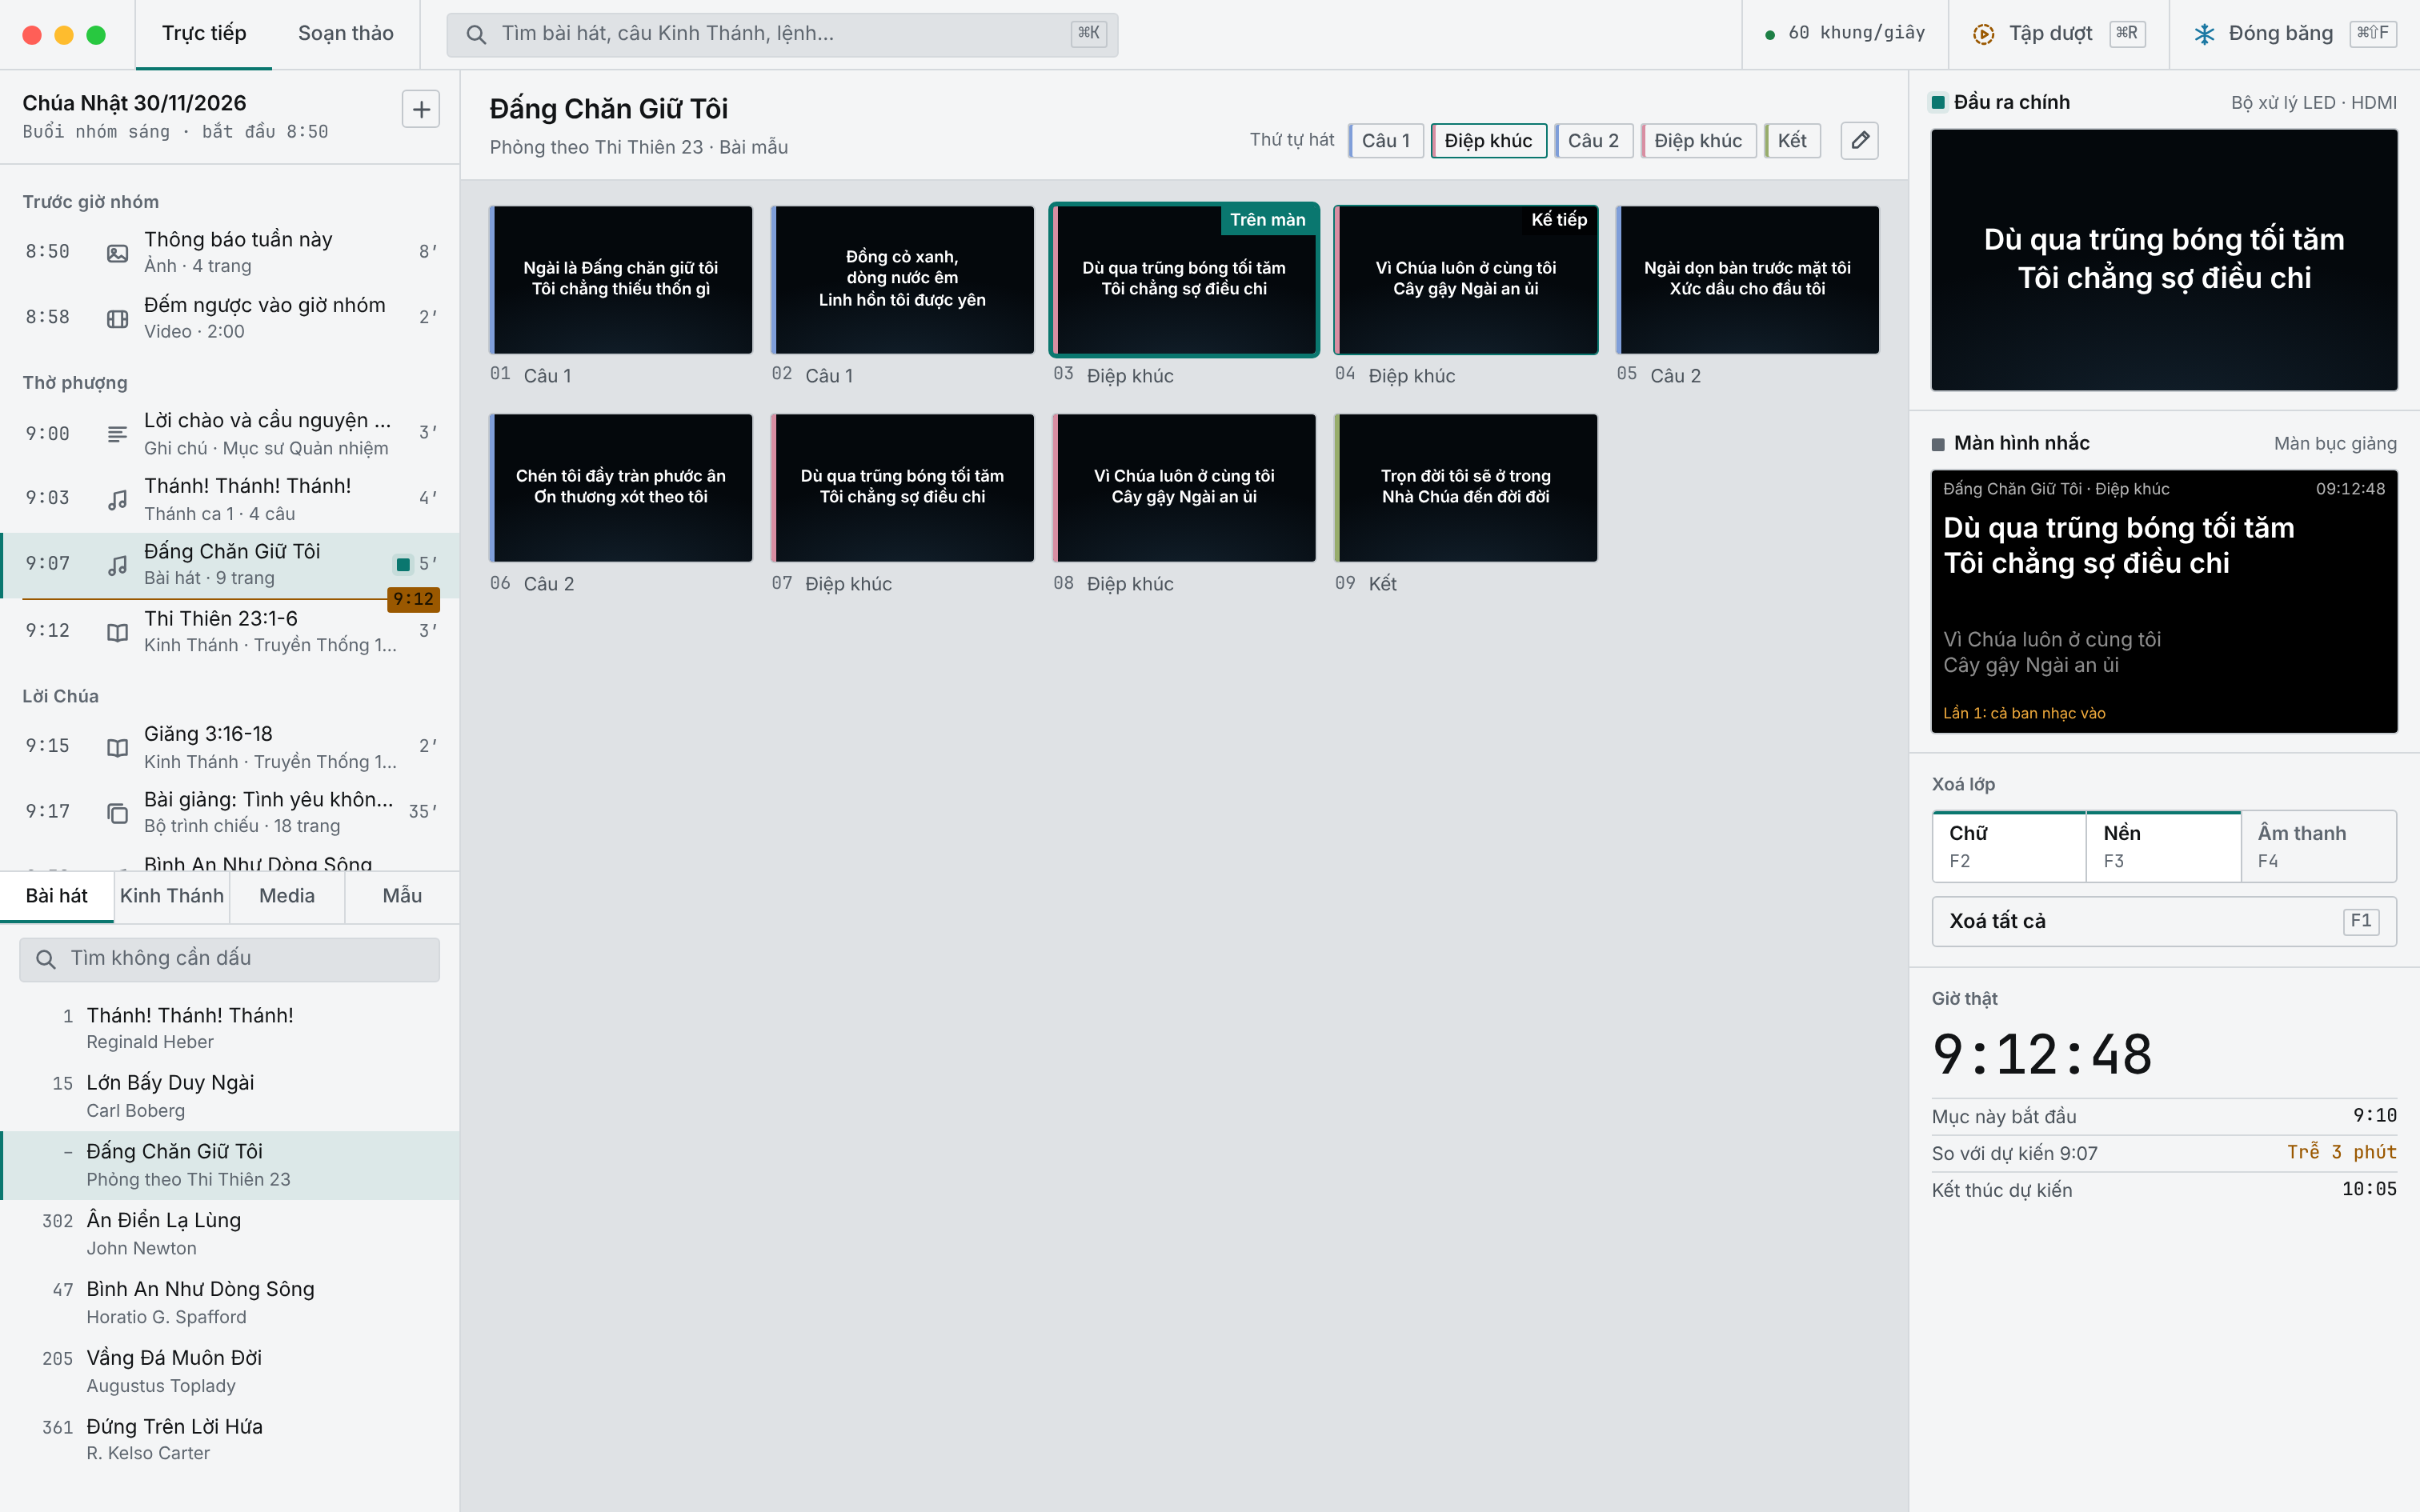 Trực tiếp
Soạn thảo
Tìm bài hát, câu Kinh Thánh, lệnh...
⌘K
60 khung/giây
Tập dượt
⌘R
Đóng băng
⌘⇧F
Chúa Nhật 30/11/2026
Buổi nhóm sáng · bắt đầu 8:50
Trước giờ nhóm
8:50
Thông báo tuần này
8′
Ảnh · 4 trang
8:58
Đếm ngược vào giờ nhóm
2′
Video · 2:00
Thờ phượng
9:00
Lời chào và cầu nguyện ...
3′
Ghi chú · Mục sư Quản nhiệm
9:03
Thánh! Thánh! Thánh!
4′
Thánh ca 1 · 4 câu
9:07
Đấng Chăn Giữ Tôi
5′
Bài hát · 9 trang
9:12
9:12
Thi Thiên 23:1-6
3′
Kinh Thánh · Truyền Thống 1...
Lời Chúa
9:15
Giăng 3:16-18
2′
Kinh Thánh · Truyền Thống 1...
9:17
Bài giảng: Tình yêu khôn...
35′
Bộ trình chiếu · 18 trang
Bình An Như Dòng Sông
Bài hát
Kinh Thánh
Media
Mẫu
Tìm không cần dấu
1
Thánh! Thánh! Thánh!
Reginald Heber
15
Lớn Bấy Duy Ngài
Carl Boberg
–
Đấng Chăn Giữ Tôi
Phỏng theo Thi Thiên 23
302
Ân Điển Lạ Lùng
John Newton
47
Bình An Như Dòng Sông
Horatio G. Spafford
205
Vầng Đá Muôn Đời
Augustus Toplady
361
Đứng Trên Lời Hứa
R. Kelso Carter
Đấng Chăn Giữ Tôi
Phỏng theo Thi Thiên 23 · Bài mẫu
Thứ tự hát
Câu 1
Điệp khúc
Câu 2
Điệp khúc
Kết
Ngài là Đấng chăn giữ tôi
Tôi chẳng thiếu thốn gì
01 Câu 1
Đồng cỏ xanh,
dòng nước êm
Linh hồn tôi được yên
02 Câu 1
Trên màn
Dù qua trũng bóng tối tăm
Tôi chẳng sợ điều chi
03 Điệp khúc
Kế tiếp
Vì Chúa luôn ở cùng tôi
Cây gậy Ngài an ủi
04 Điệp khúc
Ngài dọn bàn trước mặt tôi
Xức dầu cho đầu tôi
05 Câu 2
Chén tôi đầy tràn phước ân
Ơn thương xót theo tôi
06 Câu 2
Dù qua trũng bóng tối tăm
Tôi chẳng sợ điều chi
07 Điệp khúc
Vì Chúa luôn ở cùng tôi
Cây gậy Ngài an ủi
08 Điệp khúc
Trọn đời tôi sẽ ở trong
Nhà Chúa đến đời đời
09 Kết
Đầu ra chính
Bộ xử lý LED · HDMI
Dù qua trũng bóng tối tăm
Tôi chẳng sợ điều chi
Màn hình nhắc
Màn bục giảng
Đấng Chăn Giữ Tôi · Điệp khúc
09:12:48
Dù qua trũng bóng tối tăm
Tôi chẳng sợ điều chi
Vì Chúa luôn ở cùng tôi
Cây gậy Ngài an ủi
Lần 1: cả ban nhạc vào
Xoá lớp
Chữ
F2
Nền
F3
Âm thanh
F4
Xoá tất cả
F1
Giờ thật
9:12:48
Mục này bắt đầu
9:10
So với dự kiến 9:07
Trễ 3 phút
Kết thúc dự kiến
10:05